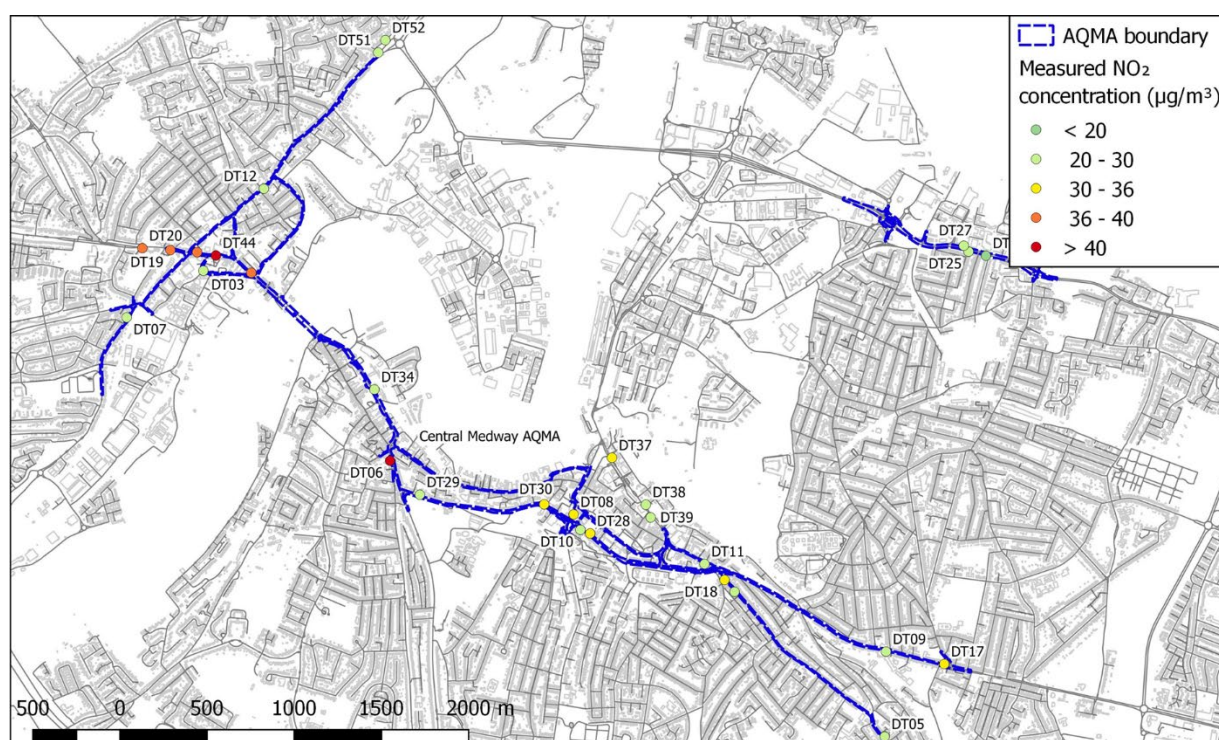 DT52
DT51
AQMA boundary
Measured NO₂
concentration (μg/m³)
< 20
20 - 30
30 - 36
36 - 40
> 40
DT12
DT20
DT44
DT19
DT03
DT07
DT27
DT25
DT34
Central Medway AQMA
DT06
DT37
DT29
DT30
DT08
DT38
DT28
DT39
DT10
DT11
DT18
DT09
DT17
DT05
500 0 500 1000 1500 2000 m